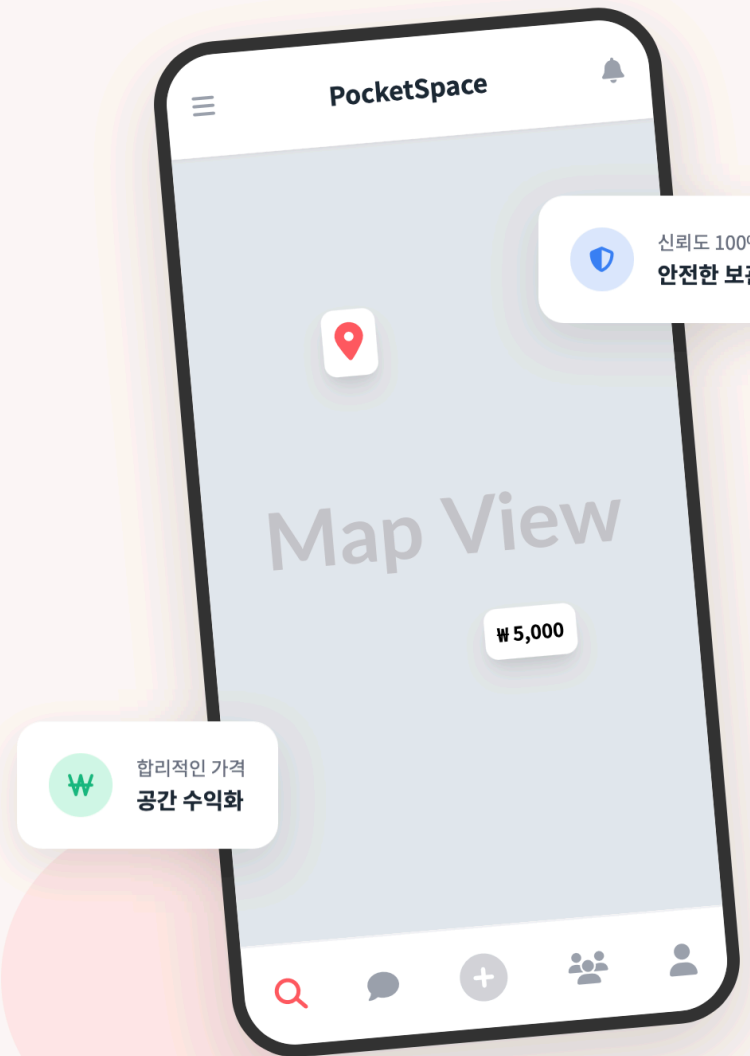 PocketSpace
신뢰도 100%
안전한
Map View
₩5,000
합리적인 가격
공간 수익화